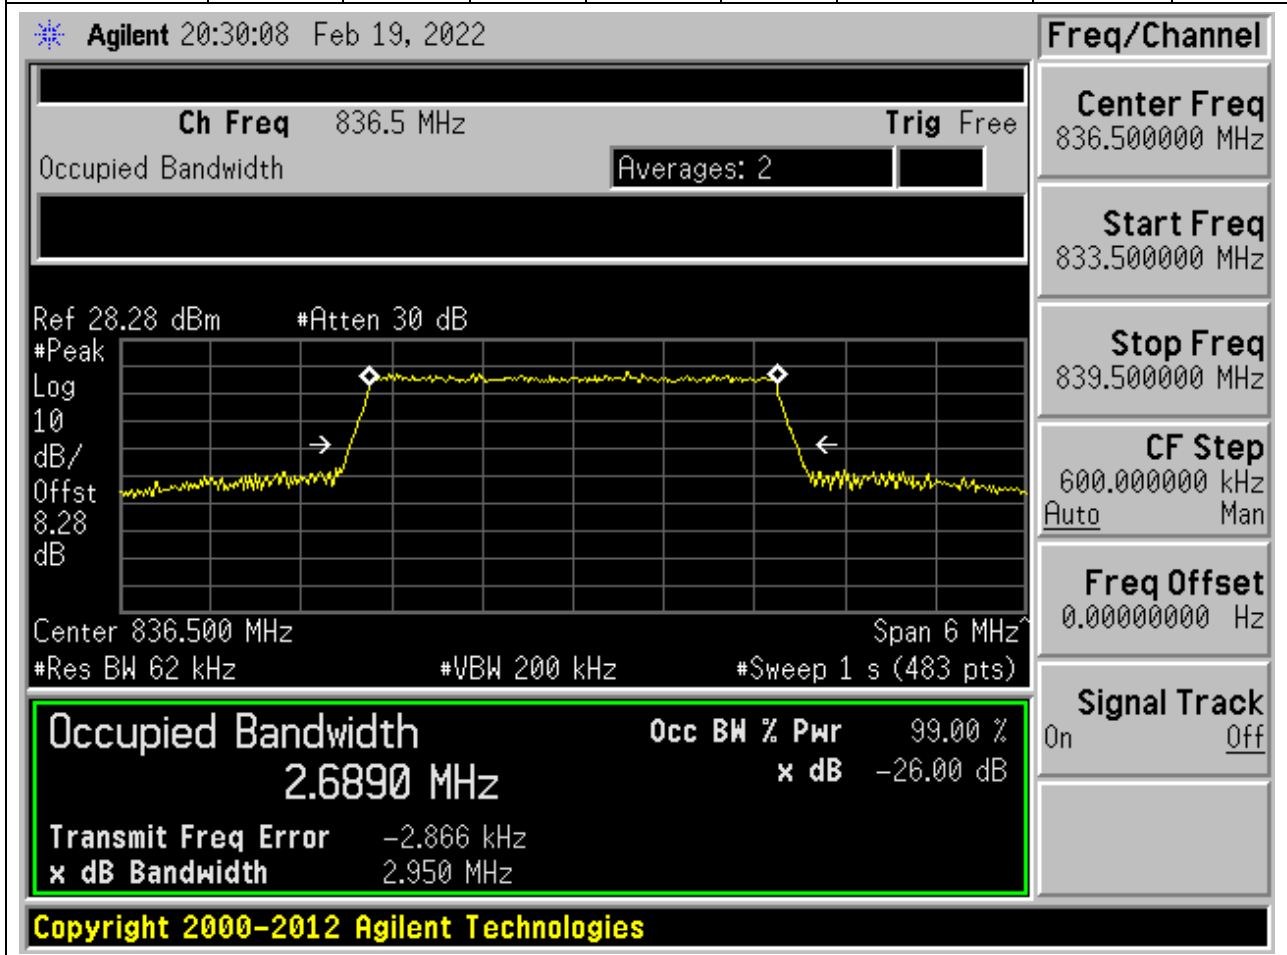 Agilent 20:30:08 Feb 19, 2022
Freq/Channel
Ch Freq 836.5 MHz Trig Free
Occupied Bandwidth Averages: 2
Center Freq
836.500000 MHz
Start Freq
833.500000 MHz
Stop Freq
839.500000 MHz
CF Step
600.000000 kHz
Auto Man
Freq Offset
0.00000000 Hz
Signal Track
On Off
Ref 28.28 dBm #Atten 30 dB
#Peak
Log
10
dB/
Offst
8.28
dB
Center 836.500 MHz Span 6 MHz^
#Res BW 62 kHz #VBW 200 kHz #Sweep 1 s (483 pts)
Occupied Bandwidth Occ BW % Pwr 99.00 %
2.6890 MHz x dB -26.00 dB
Transmit Freq Error -2.866 kHz
x dB Bandwidth 2.950 MHz
Copyright 2000-2012 Agilent Technologies